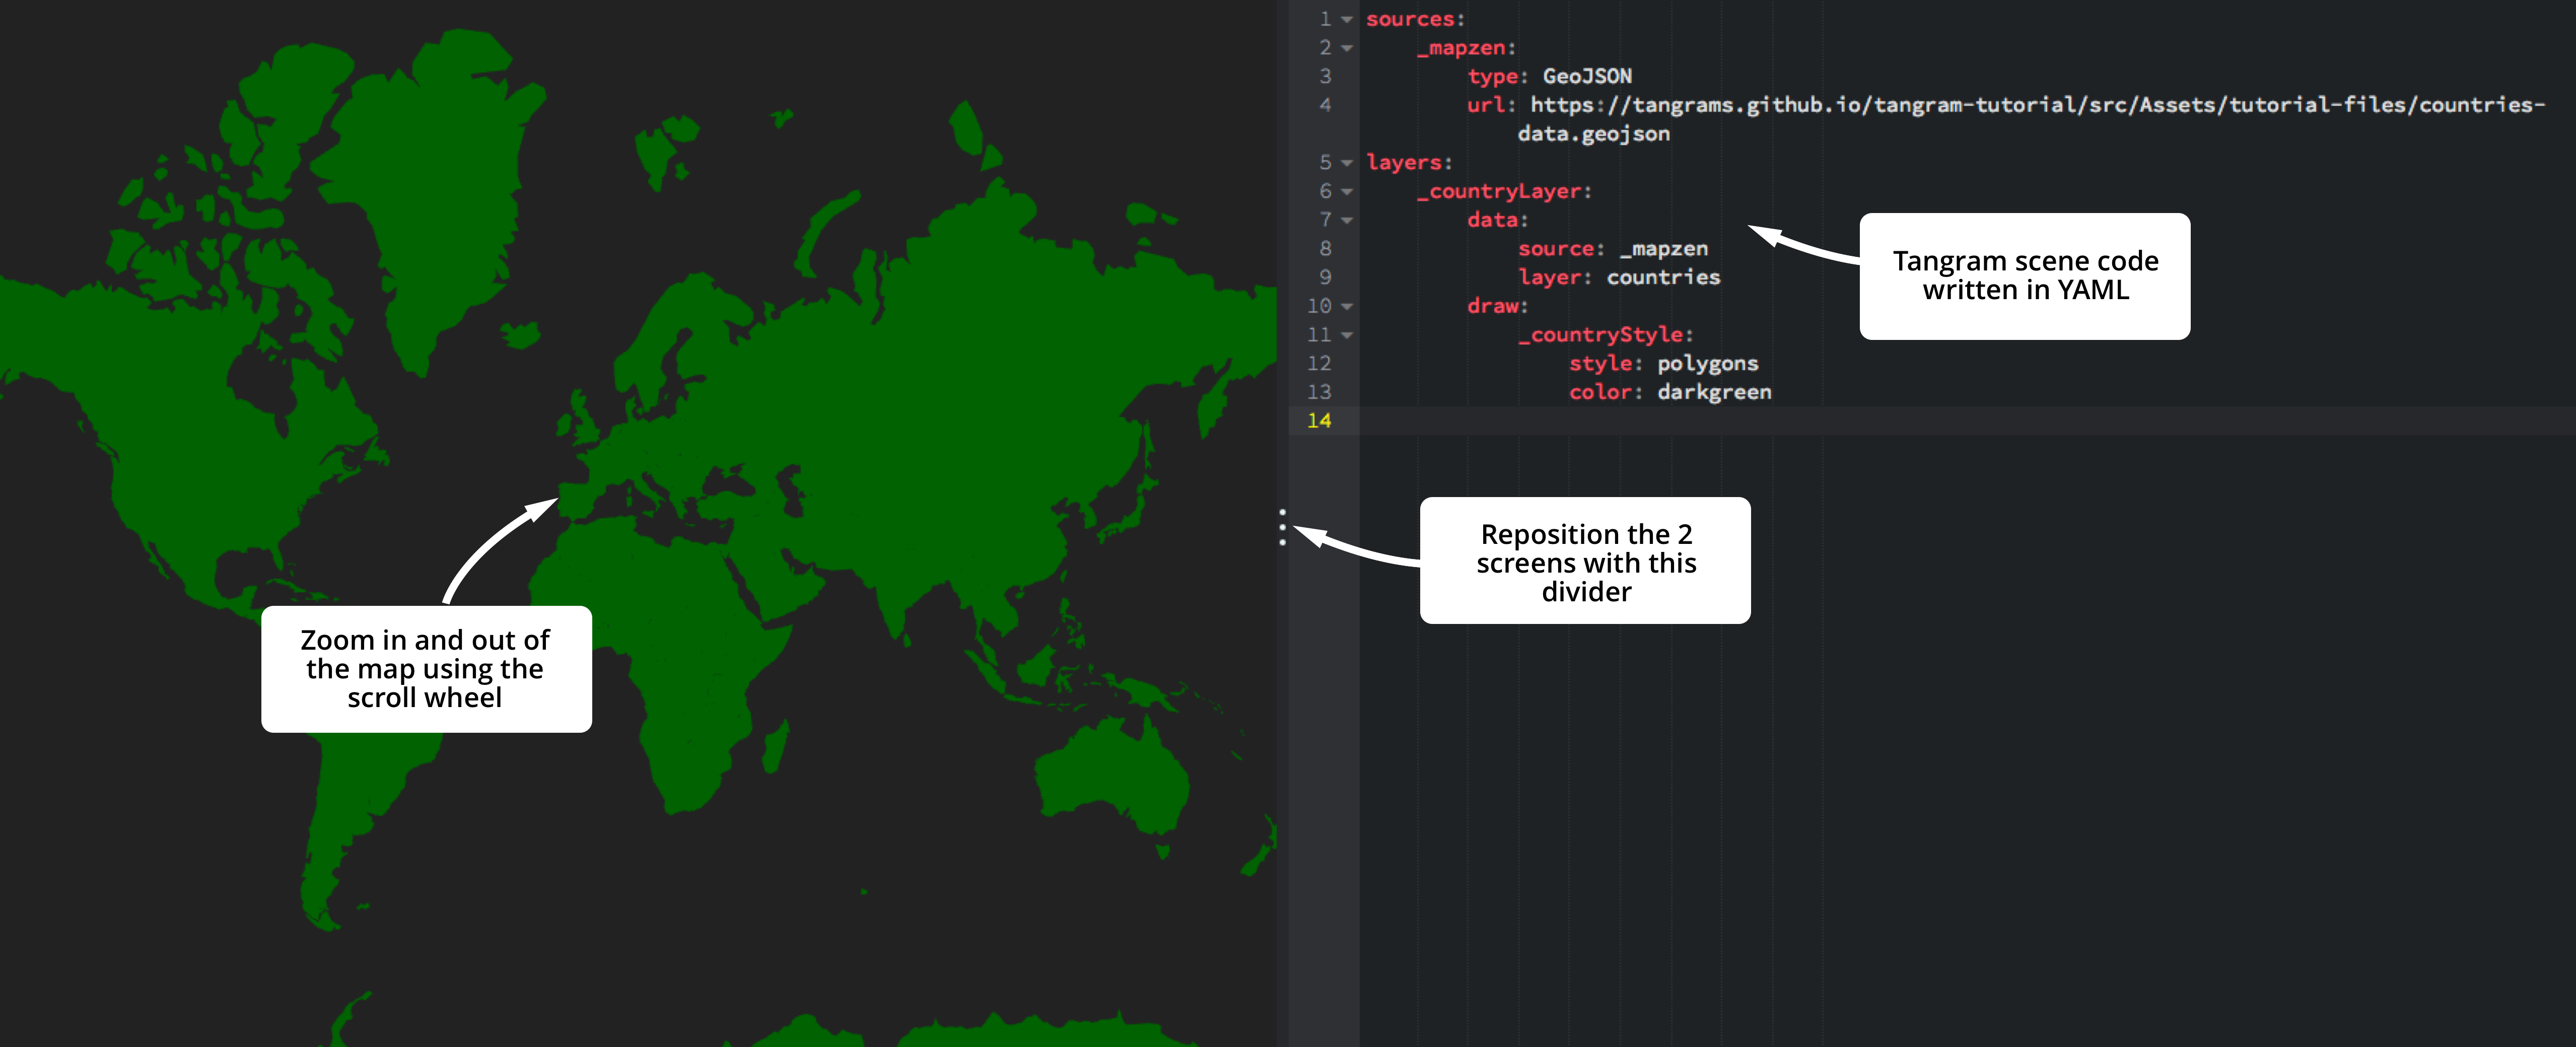 1 sources:
2 _mapzen:
3 type: GeoJSON
4 url: https://tangrams.github.io/tangram-tutorial/src/Assets/tutorial-files/countries-
data.geojson
5 layers:
6 _countryLayer:
7 data:
8 source: _mapzen
9 layer: countries
10 draw:
11 _countryStyle:
12 style: polygons
13 color: darkgreen
14
Tangram scene code
written in YAML
Reposition the 2
screens with this
divider
Zoom in and out of
the map using the
scroll wheel